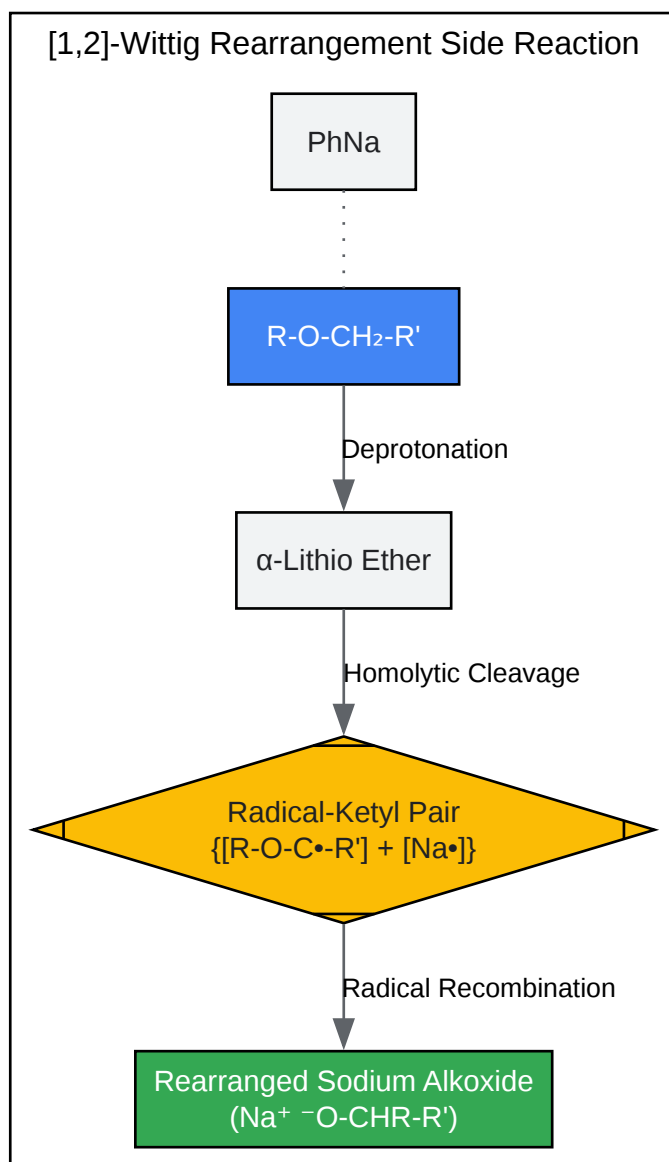 [1,2]-Wittig Rearrangement Side Reaction
PhNa
R-O-CH₂-R'
Deprotonation
α-Lithio Ether
Homolytic Cleavage
Radical-Ketyl Pair
{[R-O-C•-R'] + [Na•]}
Radical Recombination
Rearranged Sodium Alkoxide
(Na⁺ ⁻O-CHR-R')